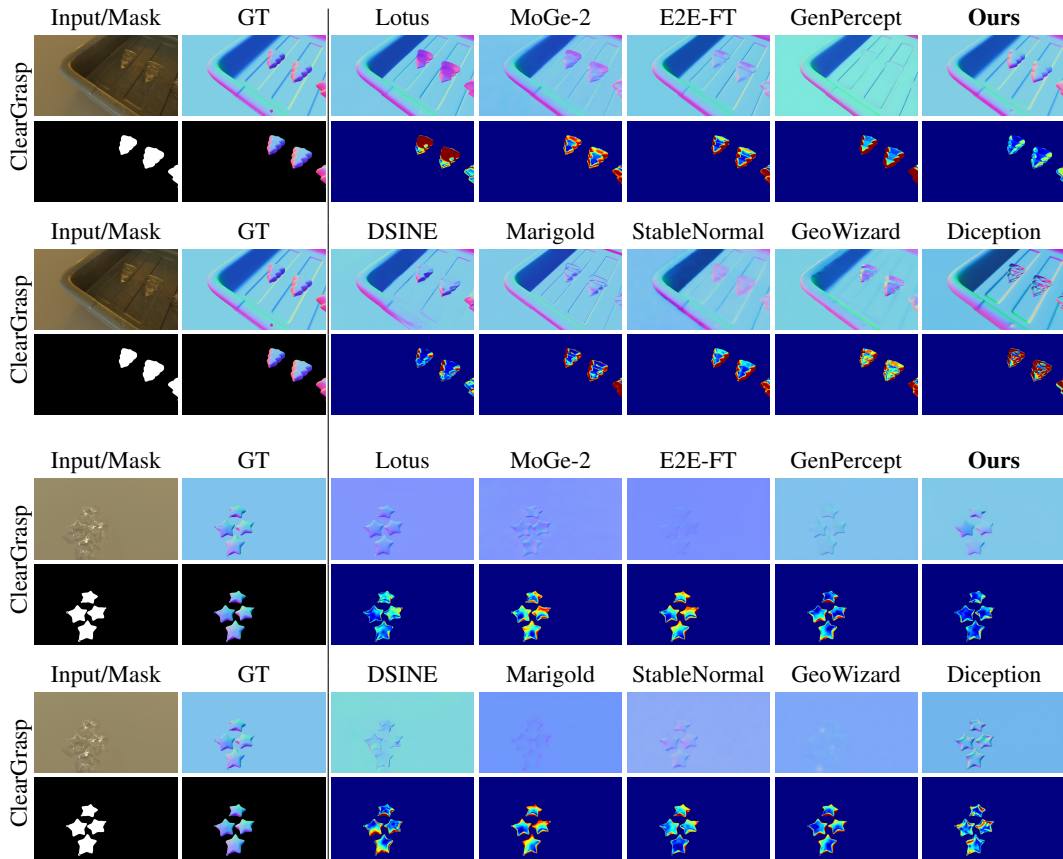 Input/Mask GT Lotus MoGe-2 E2E-FT GenPercept Ours
ClearGrasp
Input/Mask GT DSINE Marigold StableNormal GeoWizard Diception
ClearGrasp
Input/Mask GT Lotus MoGe-2 E2E-FT GenPercept Ours
ClearGrasp
Input/Mask GT DSINE Marigold StableNormal GeoWizard Diception
ClearGrasp